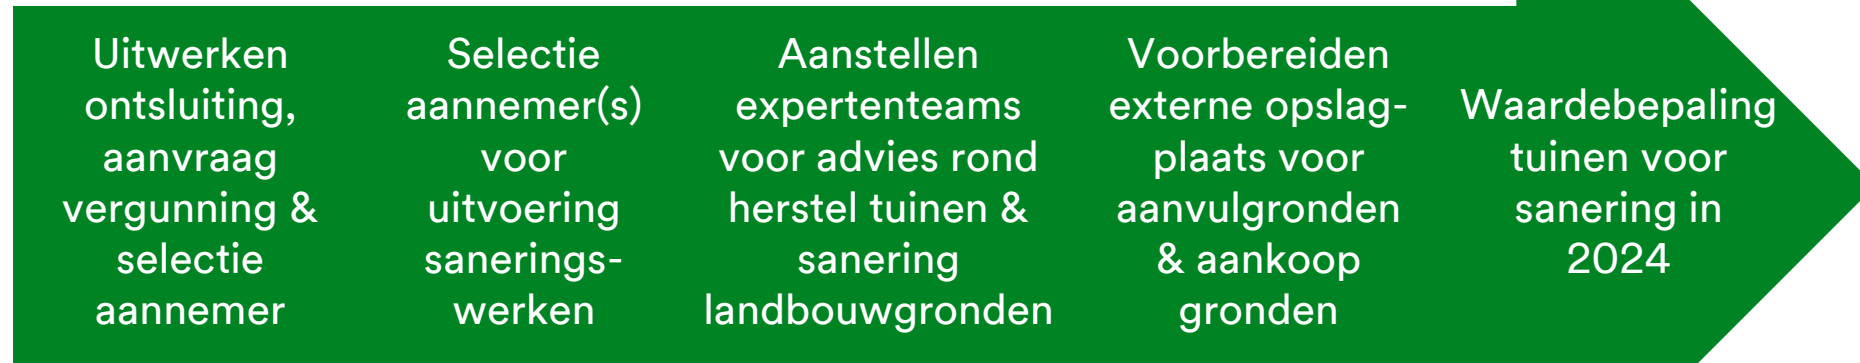 Uitwerken
ontsluiting,
aanvraag
vergunning &
selectie
aannemer
Selectie
aannemer(s)
voor
uitvoering
sanerings-
werken
Aanstellen
expertenteams
voor advies rond
herstel tuinen &
sanering
landbouwgronden
Voorbereiden
externe opslag-
plaats voor
aanvulgronden
& aankoop
gronden
Waardebepaling
tuinen voor
sanering in
2024